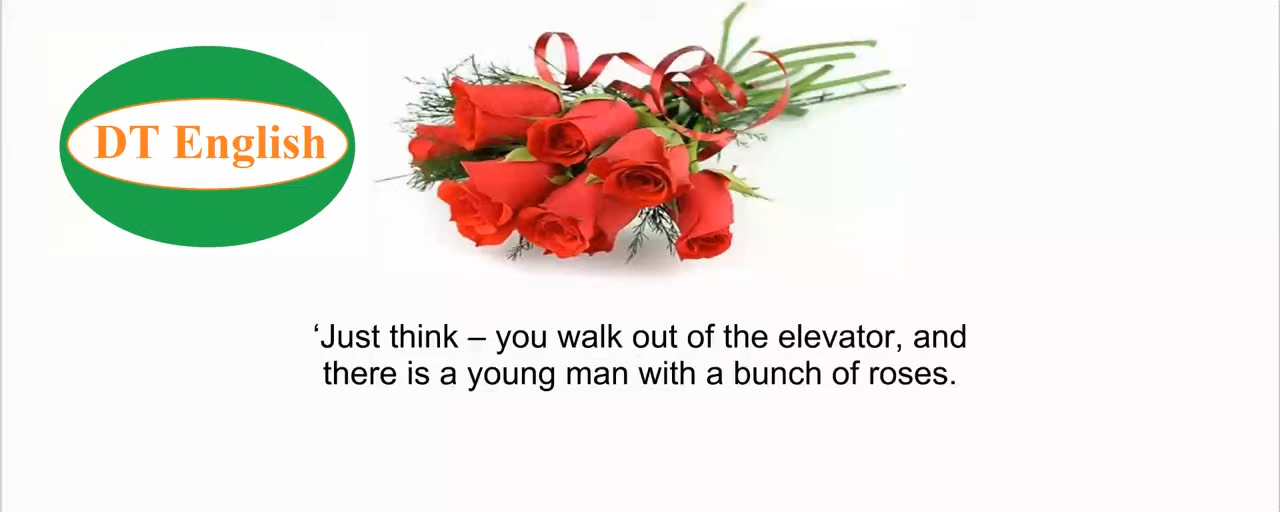 DT English
‘Just think – you walk out of the elevator, and
there is a young man with a bunch of roses.